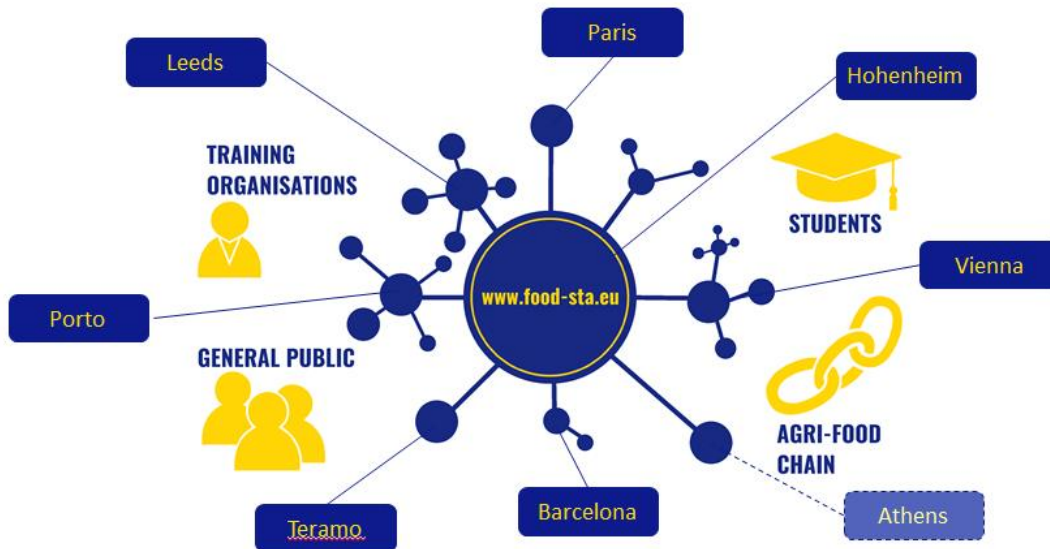 Paris
Leeds
Hohenheim
TRAINING
ORGANISATIONS
STUDENTS
Vienna
www.food-sta.eu
Porto
GENERAL PUBLIC
AGRI-FOOD
CHAIN
Teramo
Barcelona
Athens